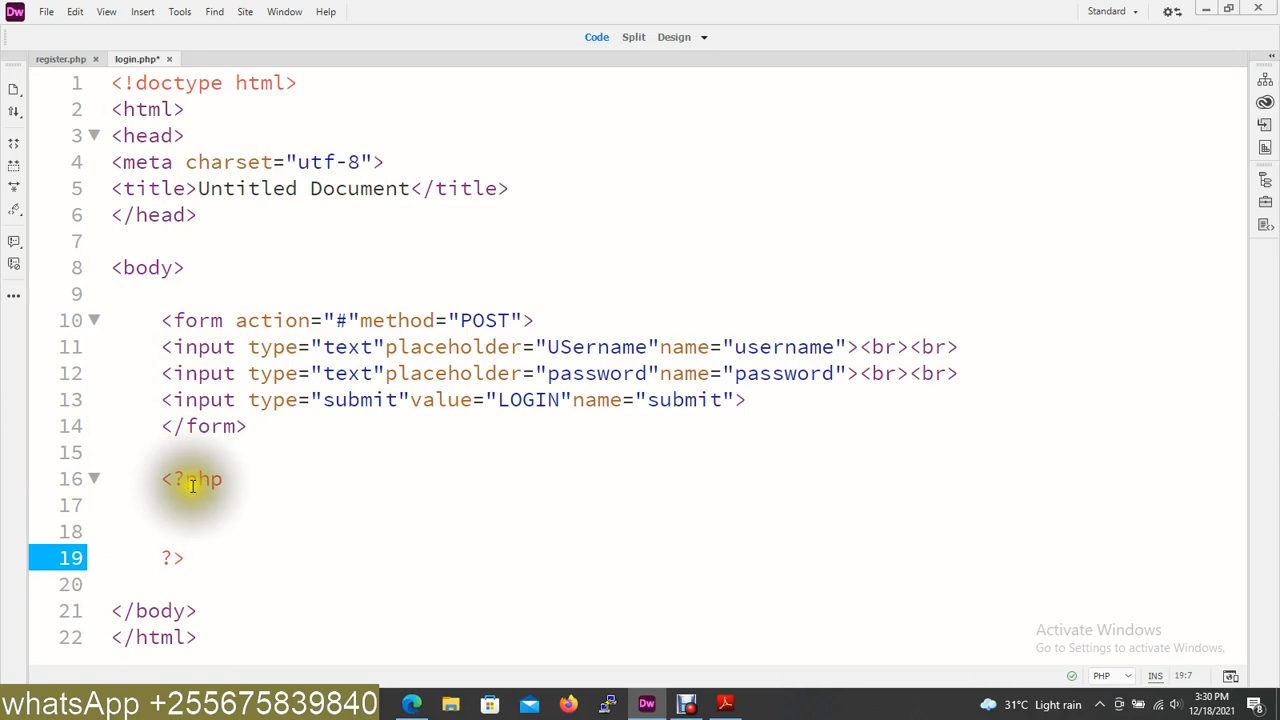 Dw File Edit View Insert Tools Find Site Window Help Standard
Code Split Design
register.php × login.php* ×
1 <!doctype html>
2 <html>
3 <head>
4 <meta charset="utf-8">
5 <title>Untitled Document</title>
6 </head>
7
8 <body>
9
10 <form action="#"method="POST">
11 <input type="text"placeholder="USername"name="username"><br><br>
12 <input type="text"placeholder="password"name="password"><br><br>
13 <input type="submit"value="LOGIN"name="submit">
14 </form>
15
16 <?php
17
18
19 ?>
20
21 </body>
22 </html>
Activate Windows
Go to Settings to activate Windows.
PHP INS 19:7
whatsApp +255675839840
Dw
31°C Light rain
3:30 PM
12/18/2021
8